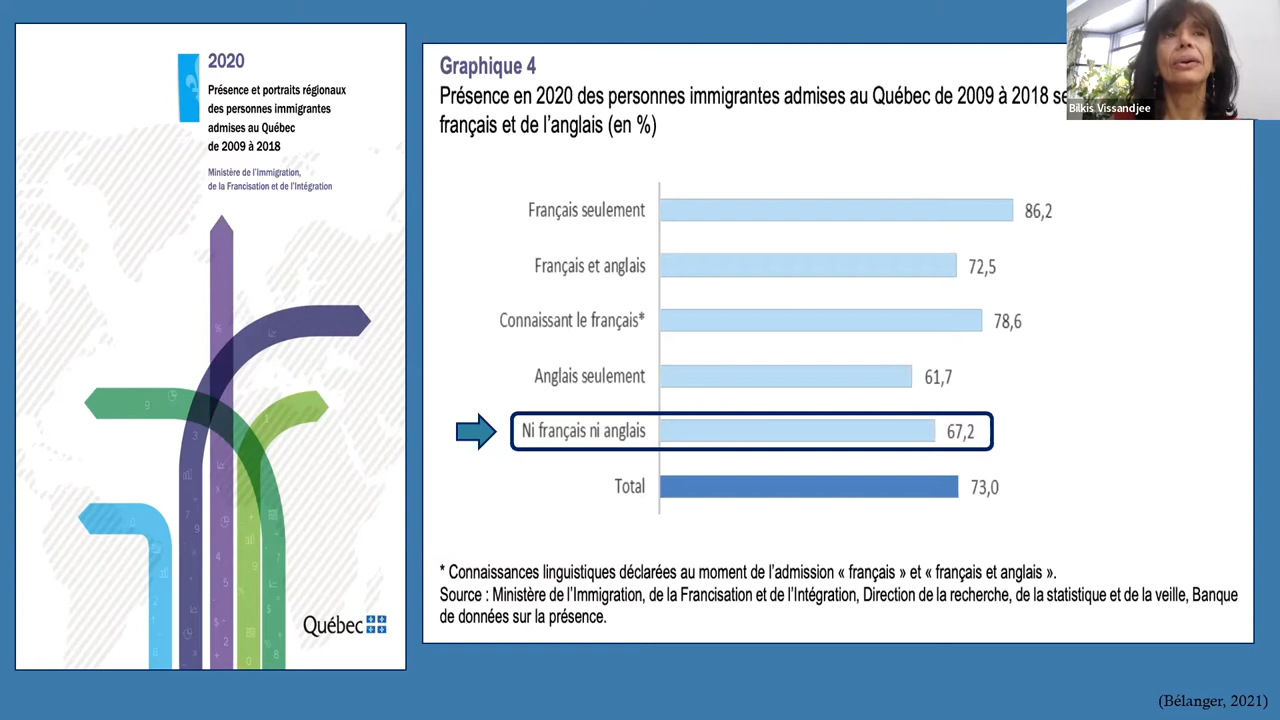 2020
Présence et portraits régionaux
des personnes immigrantes
admises au Québec
de 2009 à 2018
Ministère de l'Immigration,
de la Francisation et de l'Intégration
Québec
Graphique 4
Présence en 2020 des personnes immigrantes admises au Québec de 2009 à 2018 se
français et de l'anglais (en %)
Bilkis Vissandjee
Français seulement 86,2
Français et anglais 72,5
Connaissant le français* 78,6
Anglais seulement 61,7
Ni français ni anglais 67,2
Total 73,0
* Connaissances linguistiques déclarées au moment de l'admission « français » et « français et anglais ».
Source : Ministère de l'Immigration, de la Francisation et de l'Intégration, Direction de la recherche, de la statistique et de la veille, Banque
de données sur la présence.
(Bélanger, 2021)